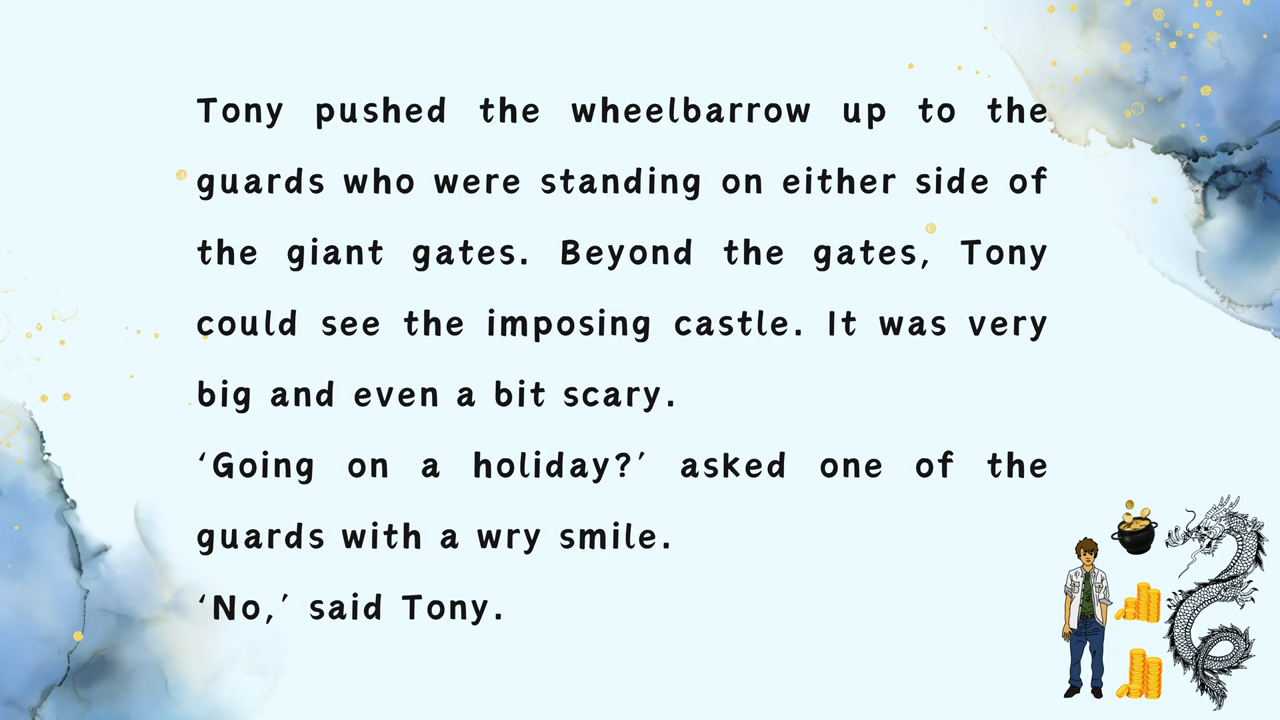 Tony pushed the wheelbarrow up to the
guards who were standing on either side of
the giant gates. Beyond the gates, Tony
could see the imposing castle. It was very
big and even a bit scary.
‘Going on a holiday?’ asked one of the
guards with a wry smile.
‘No,’ said Tony.